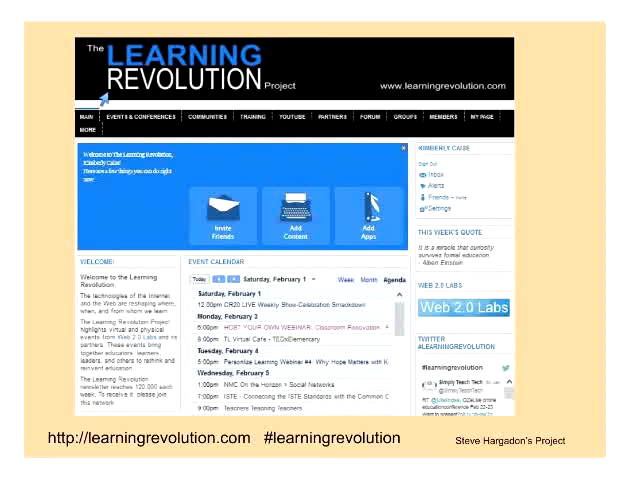 The LEARNING
REVOLUTION Project
www.learningrevolution.com
MAIN EVENTS & CONFERENCES COMMUNITIES TRAINING YOUTUBE PARTNERS FORUM GROUPS MEMBERS MY PAGE
MORE
Welcome to The Learning Revolution,
Kimberly Caise!
Here are a few things you can do right
now
Invite
Friends
Add
Content
Add
Apps
KIMBERLY CAISE
Sign Out
Inbox
Alerts
Friends – Invite
Settings
THIS WEEK'S QUOTE
It is a miracle that curiosity
survives formal education.
- Albert Einstein
WEB 2.0 LABS
Web 2.0 Labs
TWITTER
#LEARNINGREVOLUTION
#learningrevolution
Simply Teach Tech
@SimplyTeachTech
educationconference Feb 22-23
WELCOME!
Welcome to the Learning
Revolution
The technologies of the Internet
and the Web are reshaping where,
when, and from whom we learn.
The Learning Revolution Project
highlights virtual and physical
events from Web 2.0 Labs and its
partners. These events bring
together educators, learners,
leaders, and others to rethink and
reinvent education.
The Learning Revolution
newsletter reaches 120,000 each
week. To receive it, please join
this network
EVENT CALENDAR
Today Saturday, February 1 Week Month Agenda
Saturday, February 1
12:00pm CR20 LIVE Weekly Show-Celebration Smackdown
Monday, February 3
5:00pm HOST YOUR OWN WEBINAR: Classroom Renovation
6:00pm TL Virtual Cafe - TEDxElementary
Tuesday, February 4
5:00pm Personalize Learning Webinar #4: Why Hope Matters with K
Wednesday, February 5
1:00pm NMC On the Horizon > Social Networks
7:00pm ISTE - Connecting the ISTE Standards with the Common C
9:00pm Teachers Teaching Teachers
http://learningrevolution.com #learningrevolution
Steve Hargadon's Project